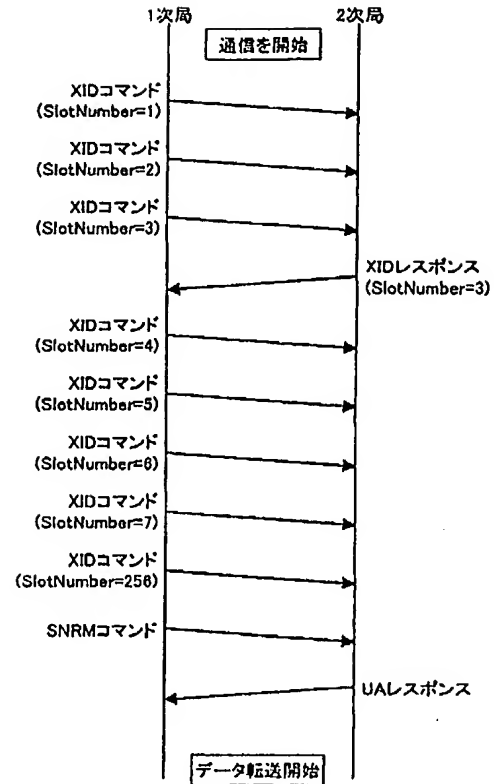 1次局
2次局
通信を開始
XIDコマンド
(SlotNumber=1)
XIDコマンド
(SlotNumber=2)
XIDコマンド
(SlotNumber=3)
XIDレスポンス
(SlotNumber=3)
XIDコマンド
(SlotNumber=4)
XIDコマンド
(SlotNumber=5)
XIDコマンド
(SlotNumber=6)
XIDコマンド
(SlotNumber=7)
XIDコマンド
(SlotNumber=256)
SNRMコマンド
UAレスポンス
データ転送開始